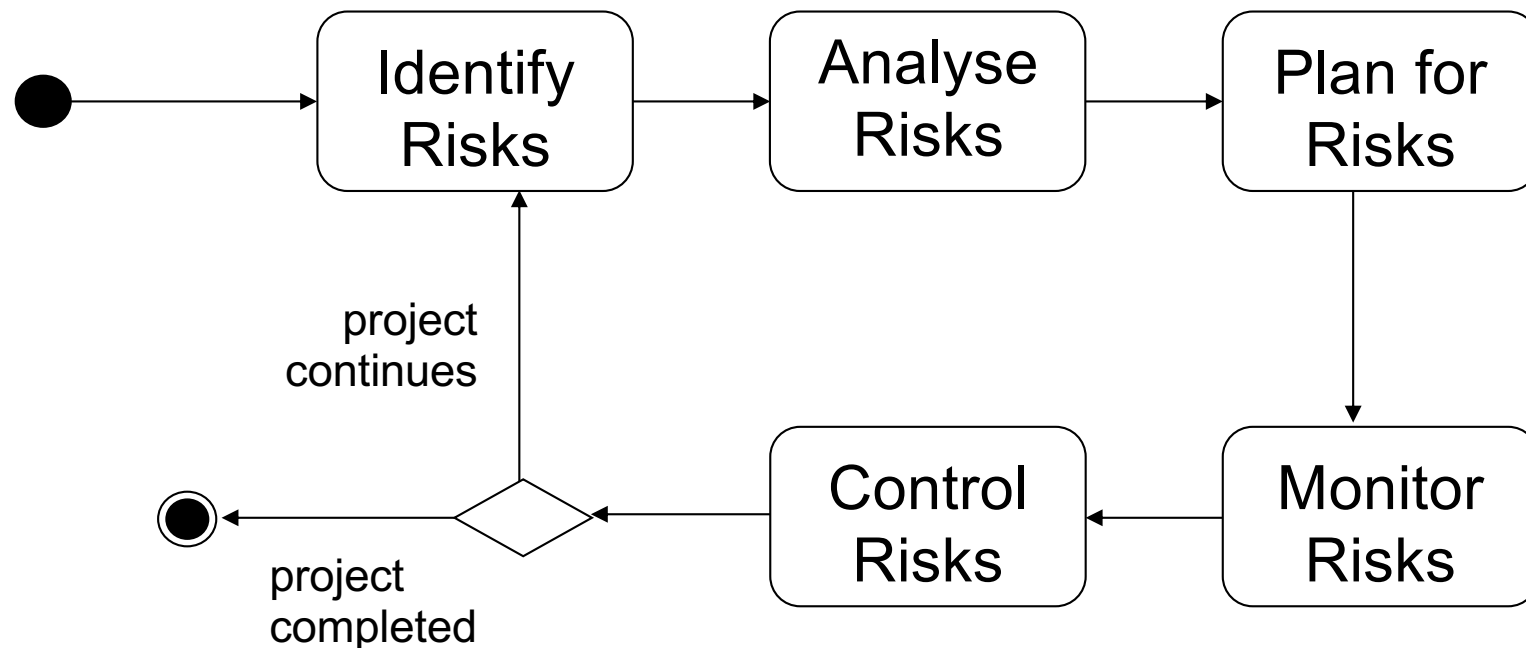 Identify
Risks
Analyse
Risks
Plan for
Risks
project
continues
Control
Risks
Monitor
Risks
project
completed